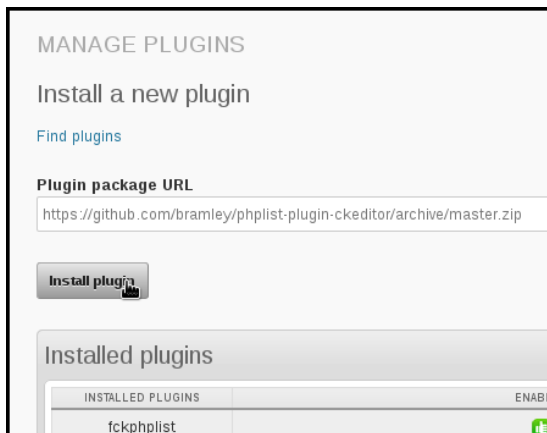 MANAGE PLUGINS
Install a new plugin
Find plugins
Plugin package URL
https://github.com/bramley/phplist-plugin-ckeditor/archive/master.zip
Install plugin
Installed plugins
INSTALLED PLUGINS ENABL
fckphplist